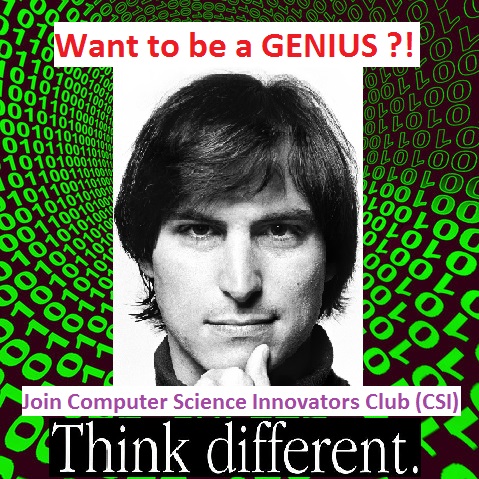 Want to be a GENIUS ?!
Join Computer Science Innovators Club (CSI)
Think different.